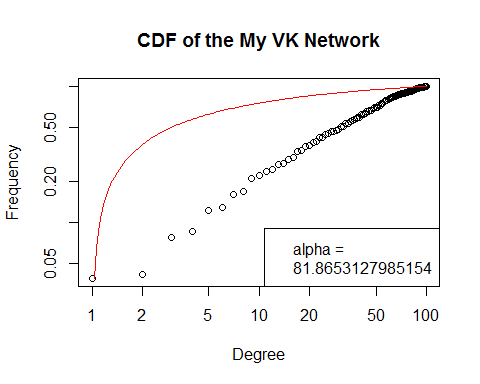 CDF of the My VK Network
Frequency
0.50
0.20
0.05
alpha =
81.8653127985154
1 2 5 10 20 50 100
Degree